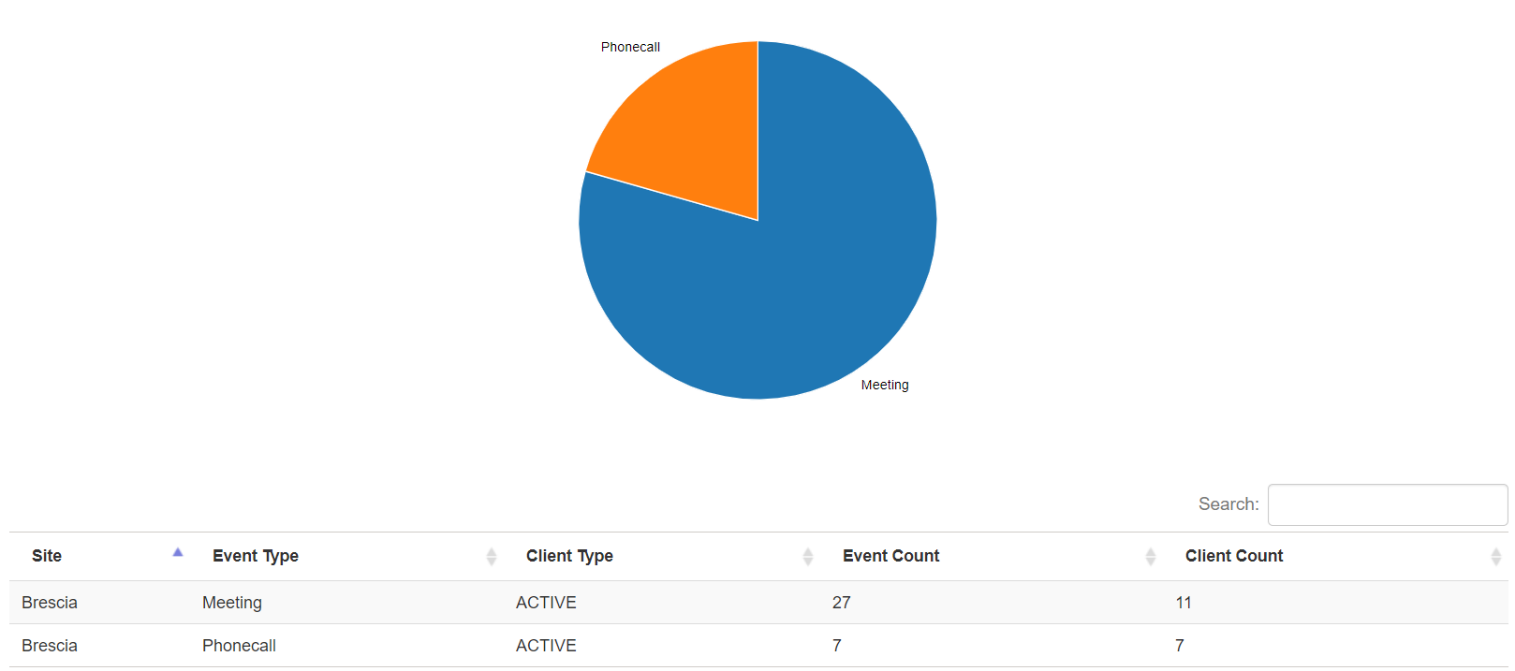 Phonecall
Meeting
Search:
Site Event Type Client Type Event Count Client Count
Brescia Meeting ACTIVE 27 11
Brescia Phonecall ACTIVE 7 7